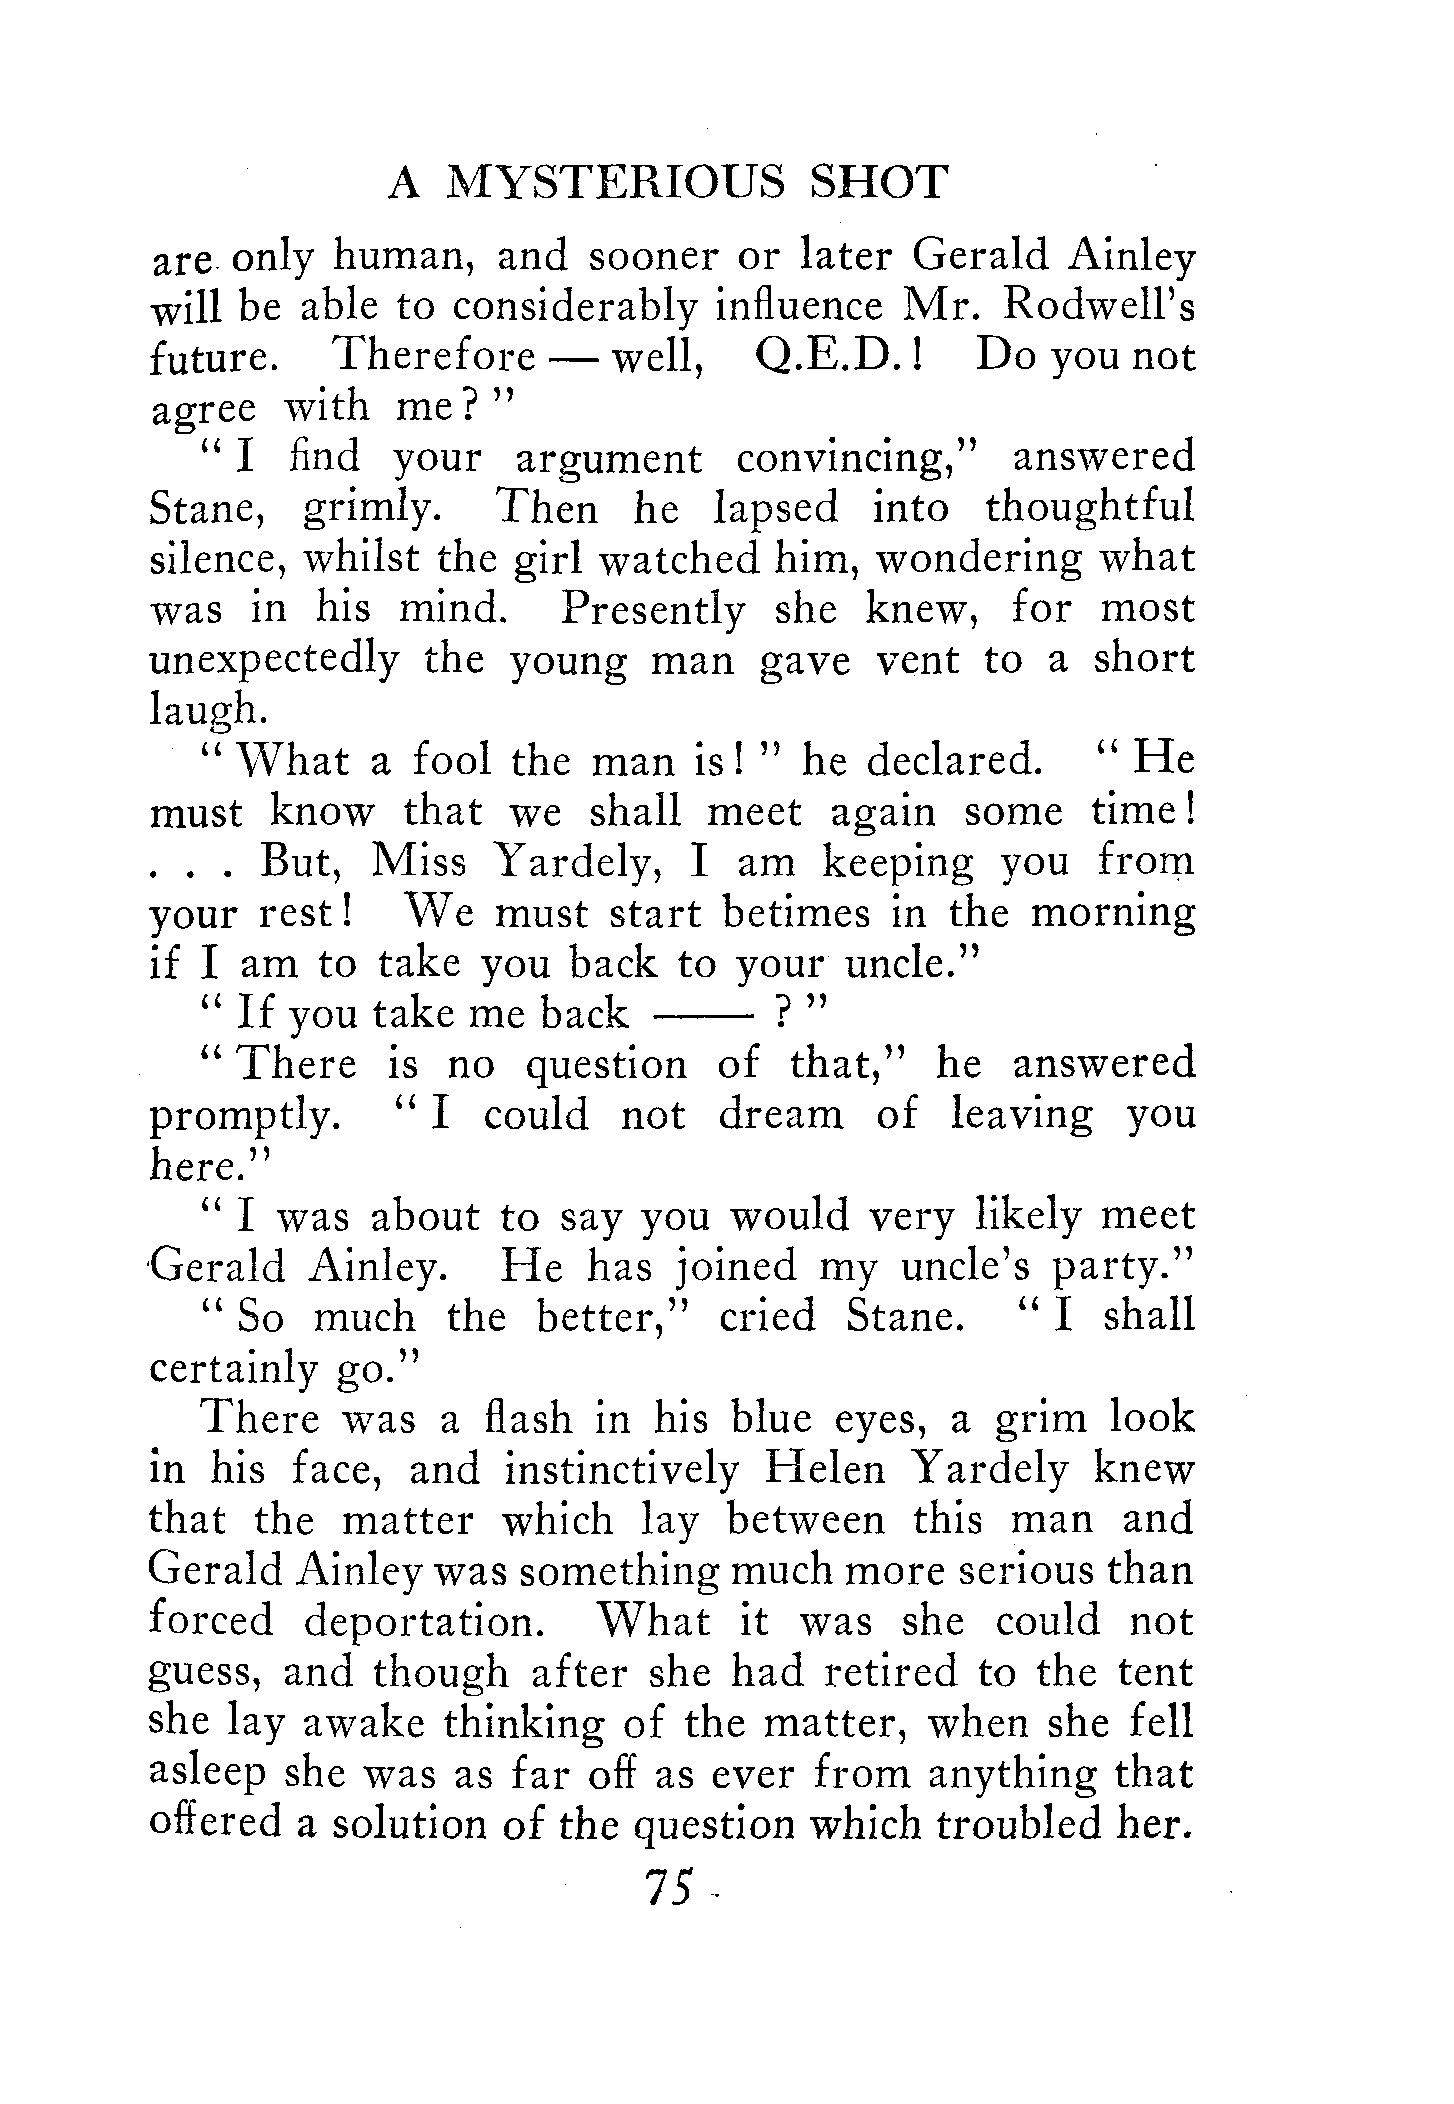 A MYSTERIOUS SHOT
are only human, and sooner or later Gerald Ainley
will be able to considerably influence Mr. Rodwell's
future. Therefore — well, Q.E.D.! Do you not
agree with me? "
" I find your argument convincing," answered
Stane, grimly. Then he lapsed into thoughtful
silence, whilst the girl watched him, wondering what
was in his mind. Presently she knew, for most
unexpectedly the young man gave vent to a short
laugh.
" What a fool the man is! " he declared. " He
must know that we shall meet again some time!
. . . But, Miss Yardely, I am keeping you from
your rest! We must start betimes in the morning
if I am to take you back to your uncle."
" If you take me back —— ? "
" There is no question of that," he answered
promptly. " I could not dream of leaving you
here."
" I was about to say you would very likely meet
Gerald Ainley. He has joined my uncle's party."
" So much the better," cried Stane. " I shall
certainly go."
There was a flash in his blue eyes, a grim look
in his face, and instinctively Helen Yardely knew
that the matter which lay between this man and
Gerald Ainley was something much more serious than
forced deportation. What it was she could not
guess, and though after she had retired to the tent
she lay awake thinking of the matter, when she fell
asleep she was as far off as ever from anything that
offered a solution of the question which troubled her.
75